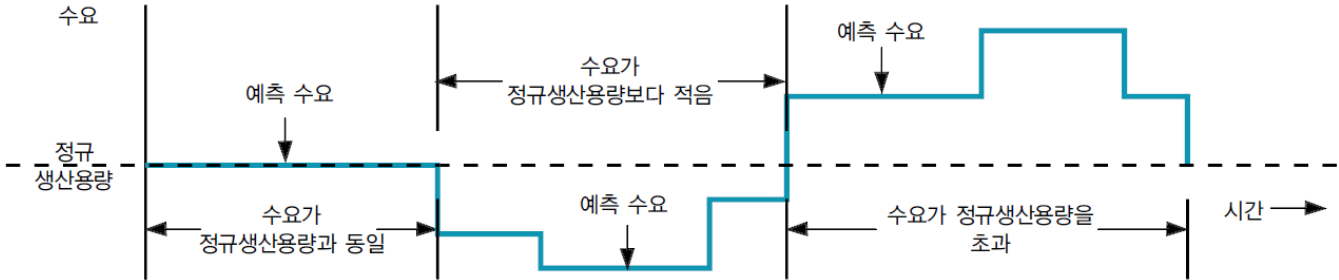 수요
예측 수요
수요가
정규생산용량보다 적음
예측 수요
정규
생산용량
수요가
정규생산용량과 동일
예측 수요
수요가 정규생산용량을
초과
시간